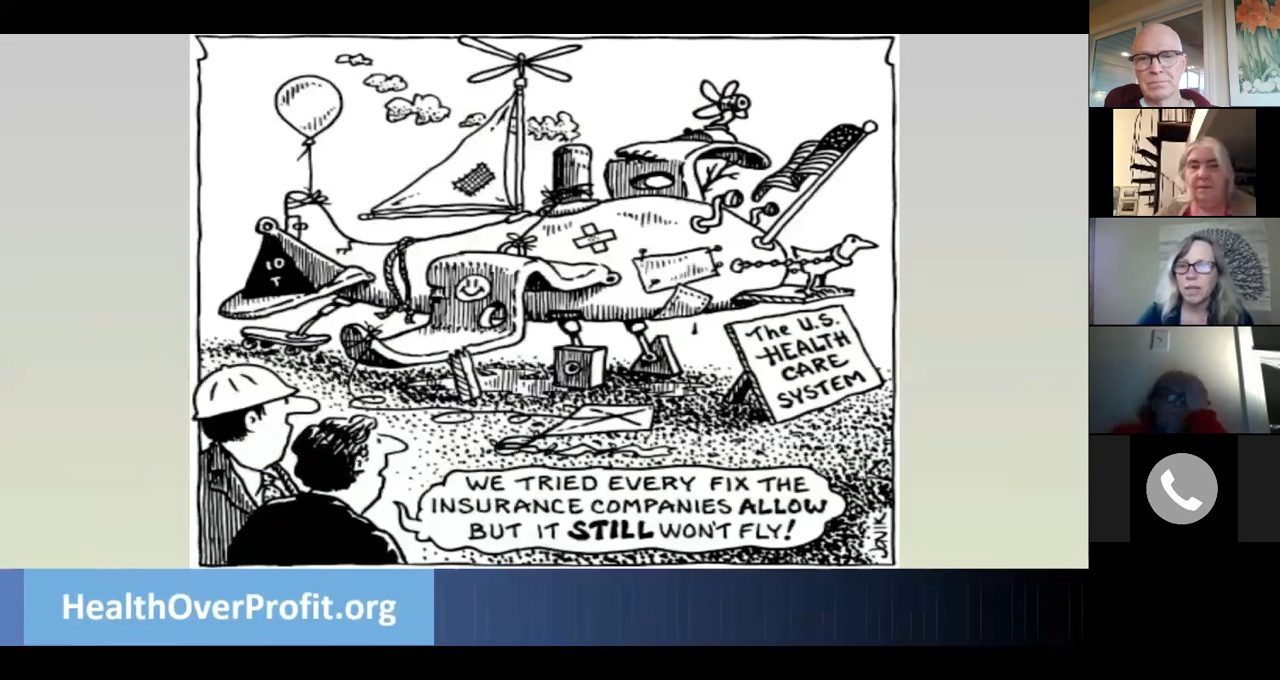 10
T
The U.S.
HEALTH
CARE
SYSTEM
WE TRIED EVERY FIX THE
INSURANCE COMPANIES ALLOW
BUT IT STILL WON'T FLY!
JANIK
HealthOverProfit.org